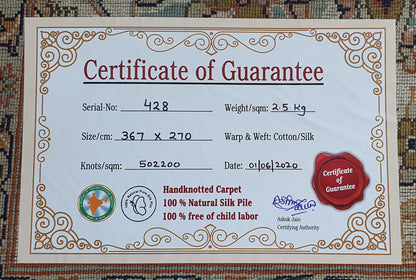 Certificate of Guarantee
Serial-No: 428 Weight/sqm: 2.5 Kg
Size/cm: 367 x 270 Warp & Weft: Cotton/Silk
Knots/sqm: 502200 Date: 01/06/2020
Handknotted Carpet
100 % Natural Silk Pile
100 % free of child labor
Certificate of Guarantee
Ashok Jain
Certifying Authority